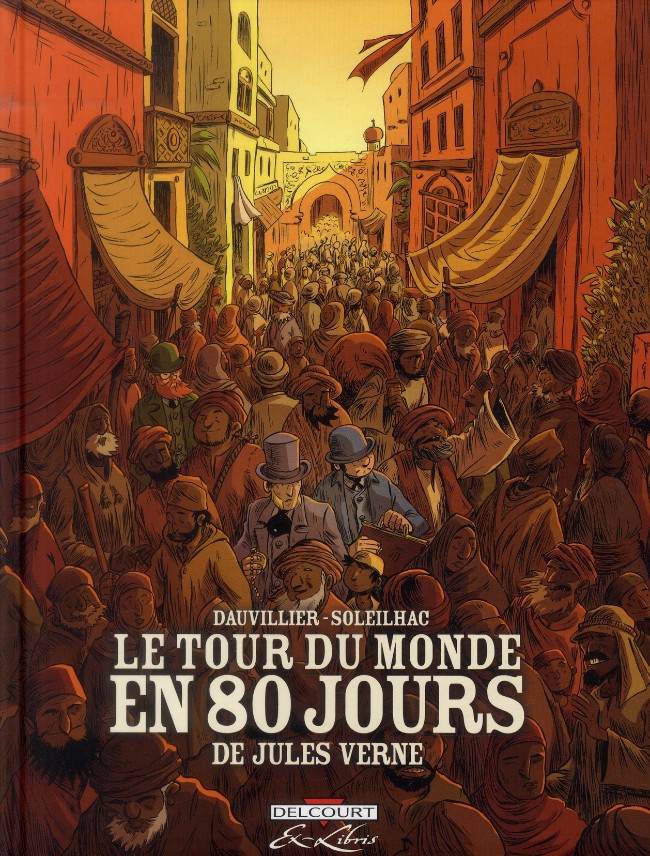 DAUVILLIER - SOLEILHAC
LE TOUR DU MONDE
EN 80 JOURS
DE JULES VERNE
DELCOURT
Ex-Libris